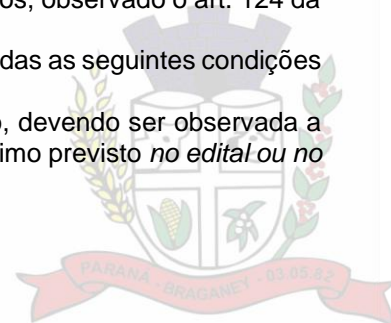 os, observado o art. 124 da
das as seguintes condições
o, devendo ser observada a
imo previsto no edital ou no
PARANÁ - BRAGANEY - 03.05.82